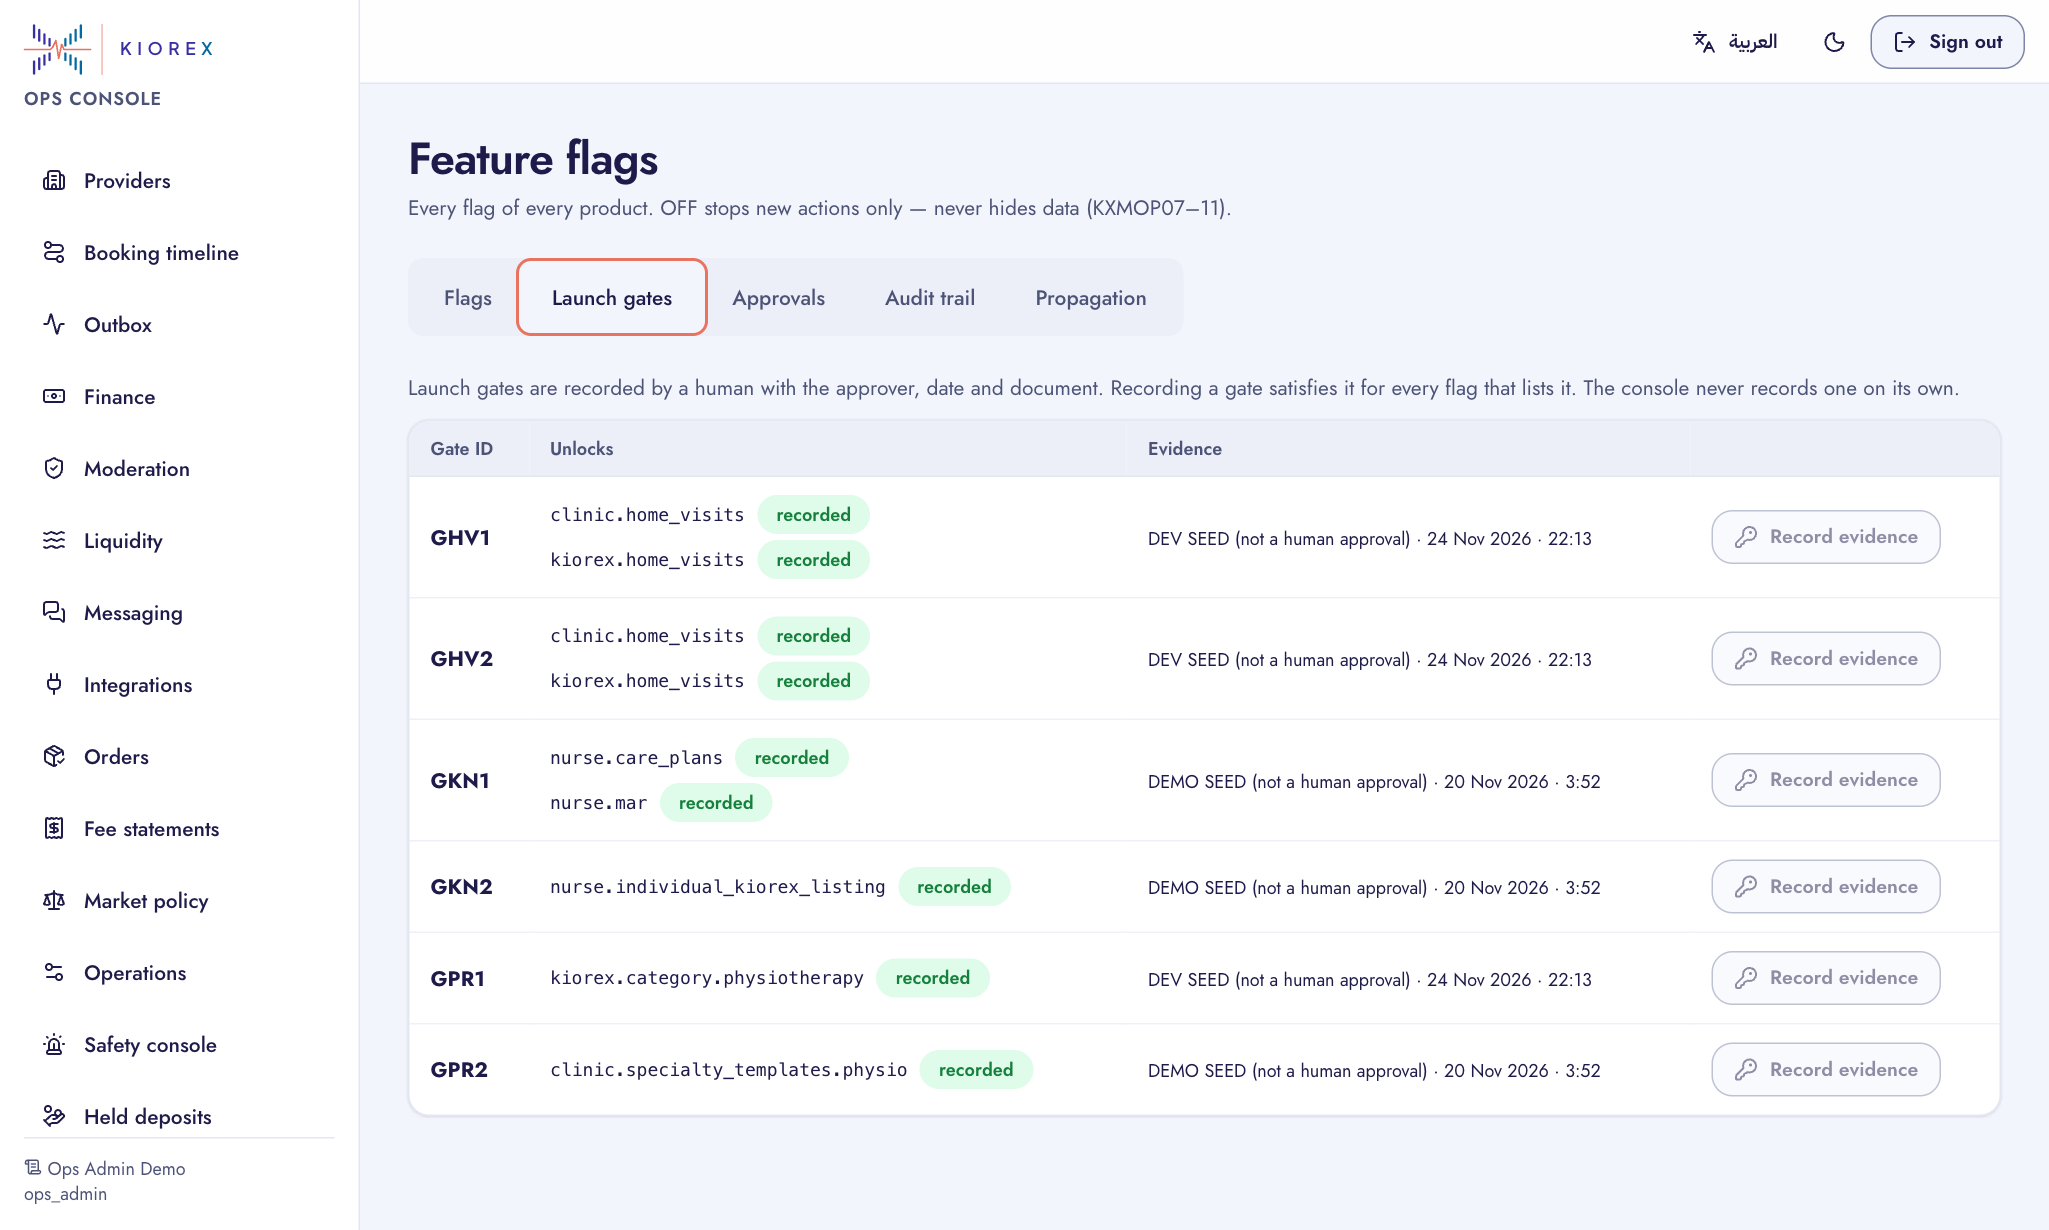 KIOREX
OPS CONSOLE
Providers
Booking timeline
Outbox
Finance
Moderation
Liquidity
Messaging
Integrations
Orders
Fee statements
Market policy
Operations
Safety console
Held deposits
Ops Admin Demo
ops_admin
العربية
Sign out
Feature flags
Every flag of every product. OFF stops new actions only — never hides data (KXMOP07–11).
Flags Launch gates Approvals Audit trail Propagation
Launch gates are recorded by a human with the approver, date and document. Recording a gate satisfies it for every flag that lists it. The console never records one on its own.
Gate ID Unlocks Evidence
GHV1
clinic.home_visits recorded
kiorex.home_visits recorded
DEV SEED (not a human approval) · 24 Nov 2026 · 22:13
Record evidence
GHV2
clinic.home_visits recorded
kiorex.home_visits recorded
DEV SEED (not a human approval) · 24 Nov 2026 · 22:13
Record evidence
GKN1
nurse.care_plans recorded
nurse.mar recorded
DEMO SEED (not a human approval) · 20 Nov 2026 · 3:52
Record evidence
GKN2
nurse.individual_kiorex_listing recorded
DEMO SEED (not a human approval) · 20 Nov 2026 · 3:52
Record evidence
GPR1
kiorex.category.physiotherapy recorded
DEV SEED (not a human approval) · 24 Nov 2026 · 22:13
Record evidence
GPR2
clinic.specialty_templates.physio recorded
DEMO SEED (not a human approval) · 20 Nov 2026 · 3:52
Record evidence